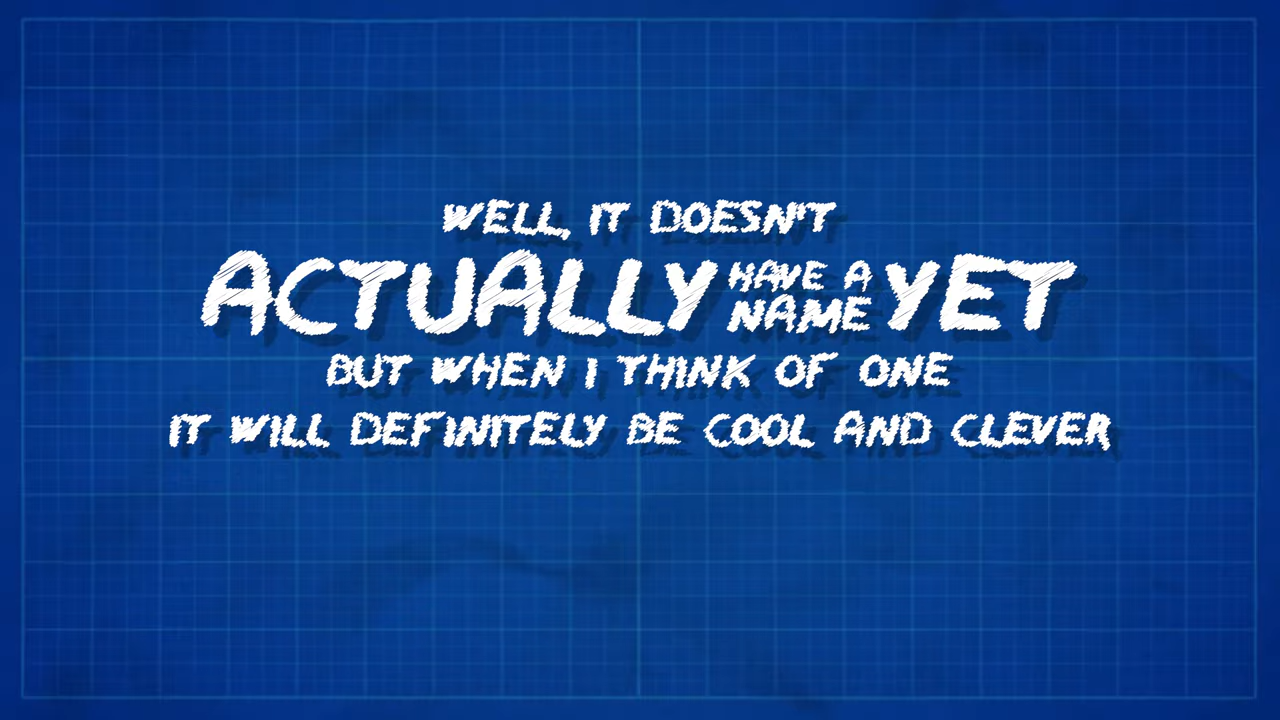 WELL, IT DOESN'T
ACTUALLY HAVE A NAME YET
BUT WHEN I THINK OF ONE
IT WILL DEFINITELY BE COOL AND CLEVER